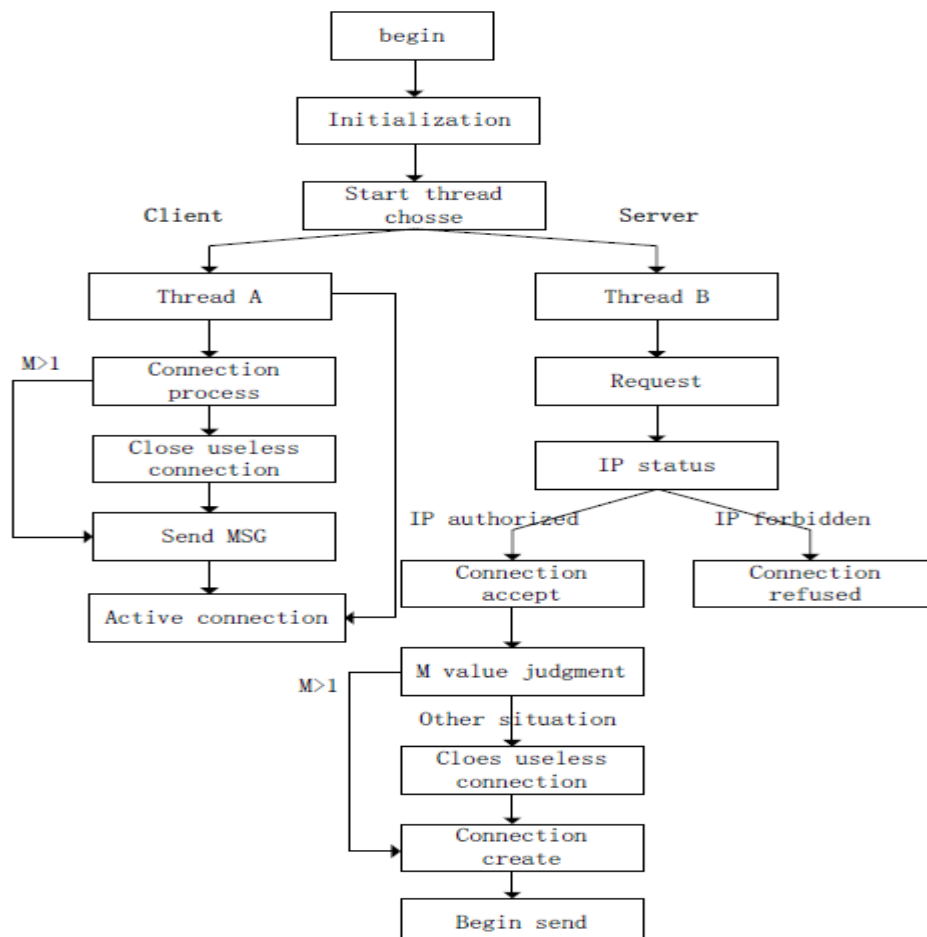 begin
Initialization
Start thread
chosse
Client
Server
Thread A
Thread B
M>1
Connection
process
Request
Close useless
connection
IP status
IP authorized
IP forbidden
Send MSG
Connection
accept
Connection
refused
Active connection
M value judgment
M>1
Other situation
Cloes useless
connection
Connection
create
Begin send